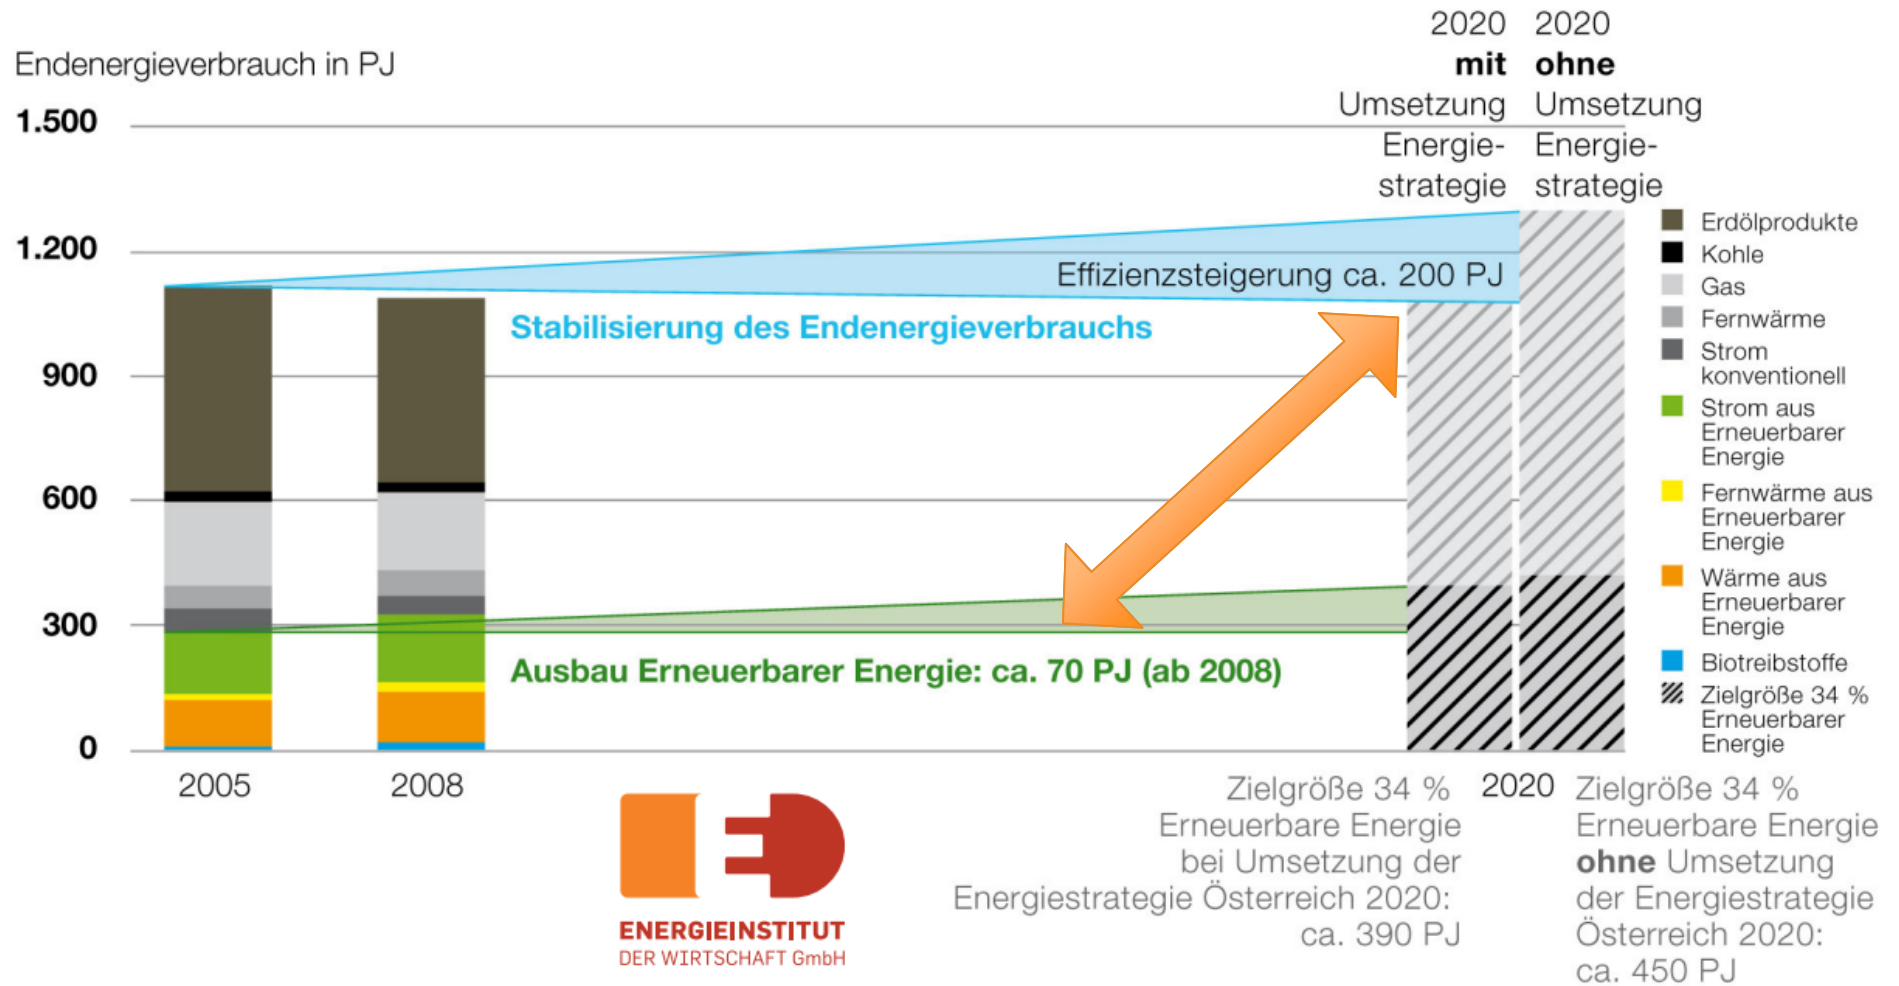 2020
mit
Umsetzung
Energie-
strategie
2020
ohne
Umsetzung
Energie-
strategie
Endenergieverbrauch in PJ
1.500
1.200
900
600
300
0
Effizienzsteigerung ca. 200 PJ
Stabilisierung des Endenergieverbrauchs
Ausbau Erneuerbarer Energie: ca. 70 PJ (ab 2008)
Erdölprodukte
Kohle
Gas
Fernwärme
Strom
konventionell
Strom aus
Erneuerbarer
Energie
Fernwärme aus
Erneuerbarer
Energie
Wärme aus
Erneuerbarer
Energie
Biotreibstoffe
Zielgröße 34 %
Erneuerbarer
Energie
2005
2008
2020
Zielgröße 34 %
Erneuerbare Energie
bei Umsetzung der
Energiestrategie Österreich 2020:
ca. 390 PJ
Zielgröße 34 %
Erneuerbare Energie
ohne Umsetzung
der Energiestrategie
Österreich 2020:
ca. 450 PJ
ENERGIEINSTITUT
DER WIRTSCHAFT GmbH